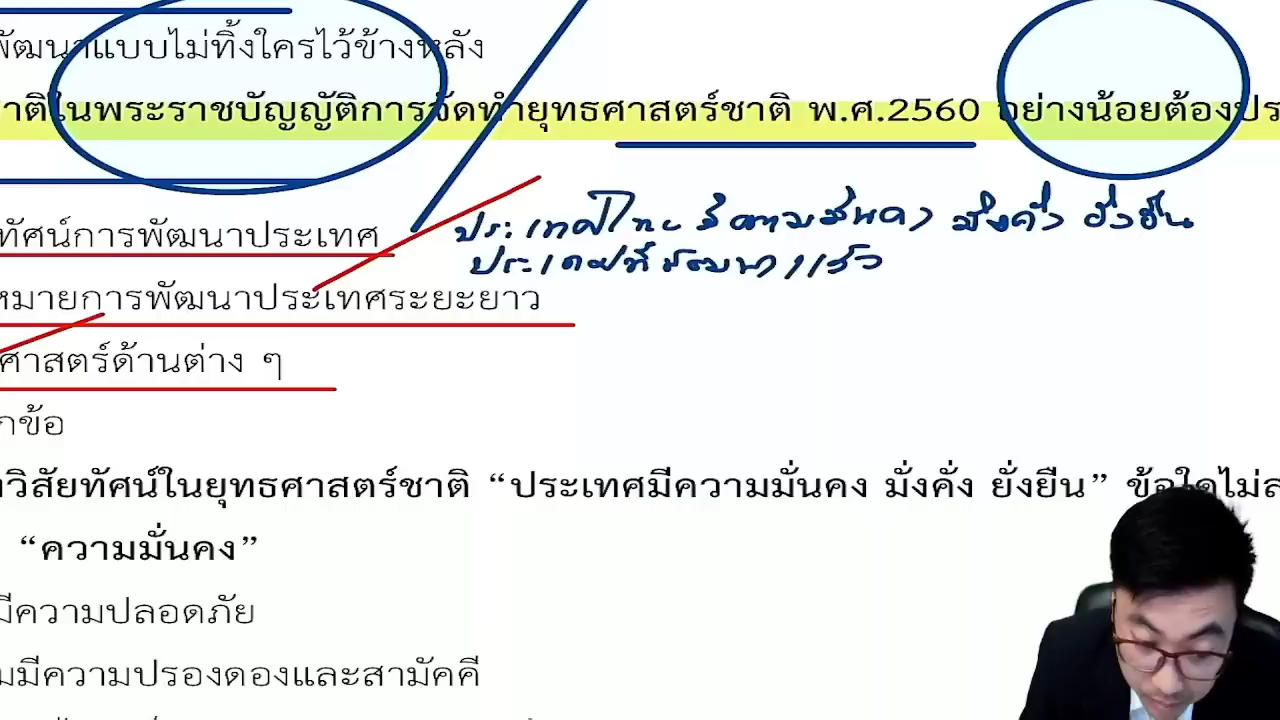 พัฒนาแบบไม่ทิ้งใครไว้ข้างหลัง
าติในพระราชบัญญัติการจัดทำยุทธศาสตร์ชาติ พ.ศ.2560 อย่างน้อยต้องประ
ทัศน์การพัฒนาประเทศ
ประเทศไทย มีความมั่นคง มั่งคั่ง ยั่งยืน
ประเทศที่พัฒนาแล้ว
หมายการพัฒนาประเทศระยะยาว
ศาสตร์ด้านต่าง ๆ
กข้อ
วิสัยทัศน์ในยุทธศาสตร์ชาติ “ประเทศมีความมั่นคง มั่งคั่ง ยั่งยืน” ข้อใดไม่ส
“ความมั่นคง”
มีความปลอดภัย
มมีความปรองดองและสามัคคี